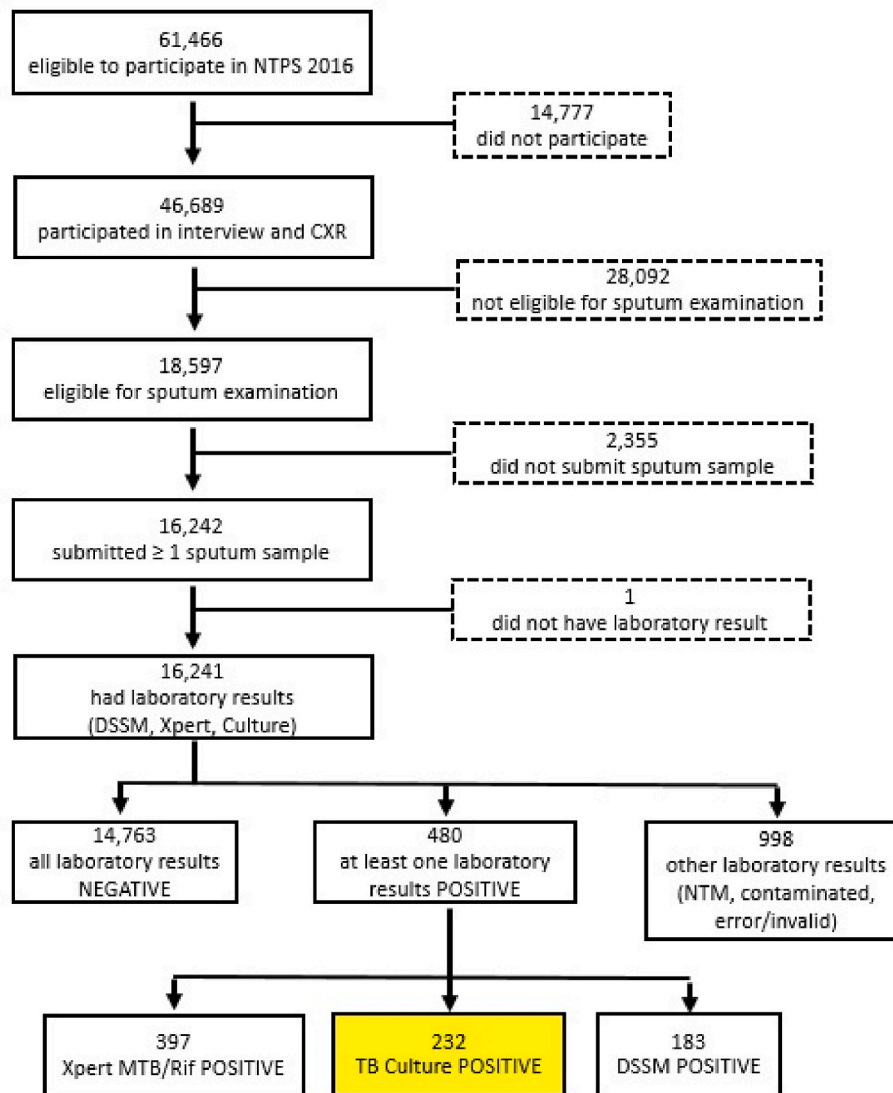 61,466
eligible to participate in NTPS 2016
14,777
did not participate
46,689
participated in interview and CXR
28,092
not eligible for sputum examination
18,597
eligible for sputum examination
2,355
did not submit sputum sample
16,242
submitted ≥ 1 sputum sample
1
did not have laboratory result
16,241
had laboratory results
(DSSM, Xpert, Culture)
14,763
all laboratory results
NEGATIVE
480
at least one laboratory
results POSITIVE
998
other laboratory results
(NTM, contaminated,
error/invalid)
397
Xpert MTB/Rif POSITIVE
232
TB Culture POSITIVE
183
DSSM POSITIVE